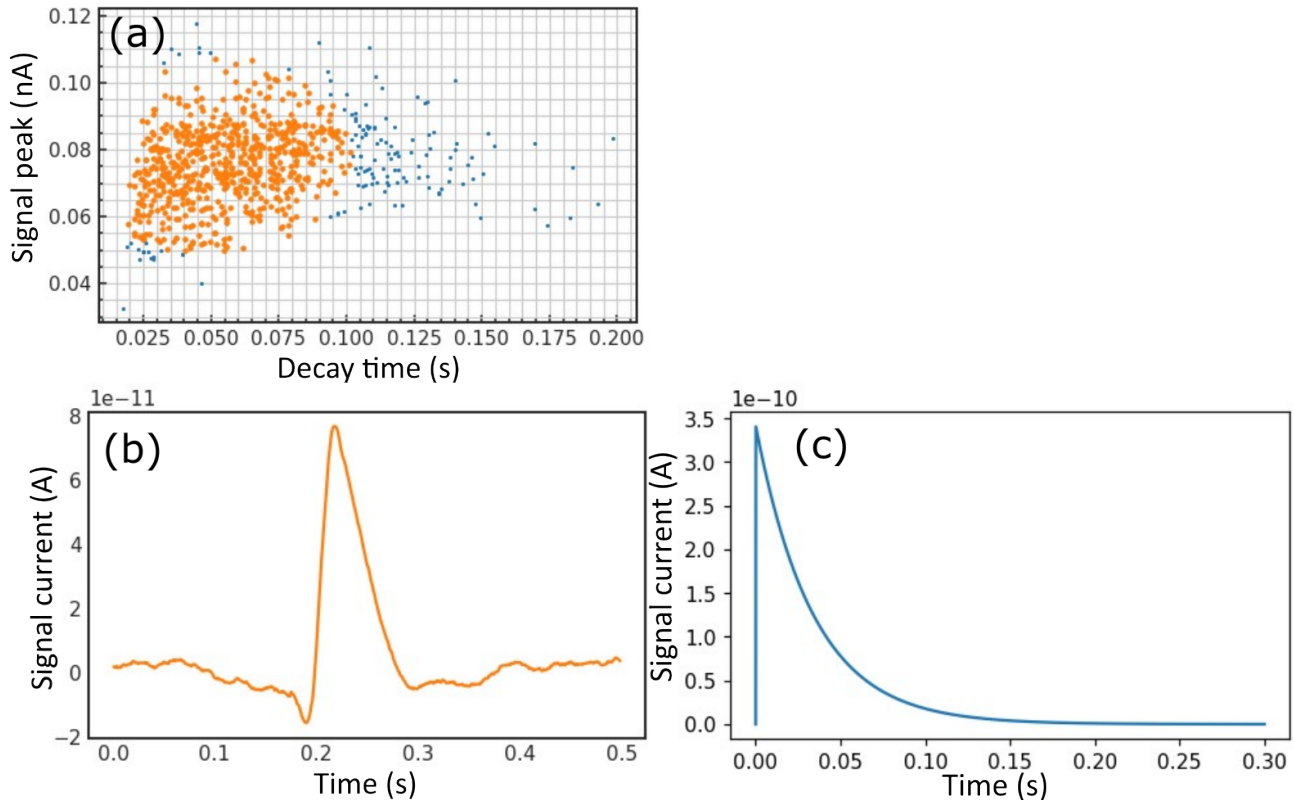 (a)
Signal peak (nA)
0.12
0.10
0.08
0.06
0.04
0.025 0.050 0.075 0.100 0.125 0.150 0.175 0.200
Decay time (s)
1e−11
(b)
Signal current (A)
8
6
4
2
0
−2
0.0 0.1 0.2 0.3 0.4 0.5
Time (s)
1e−10
(c)
Signal current (A)
3.5
3.0
2.5
2.0
1.5
1.0
0.5
0.0
0.00 0.05 0.10 0.15 0.20 0.25 0.30
Time (s)